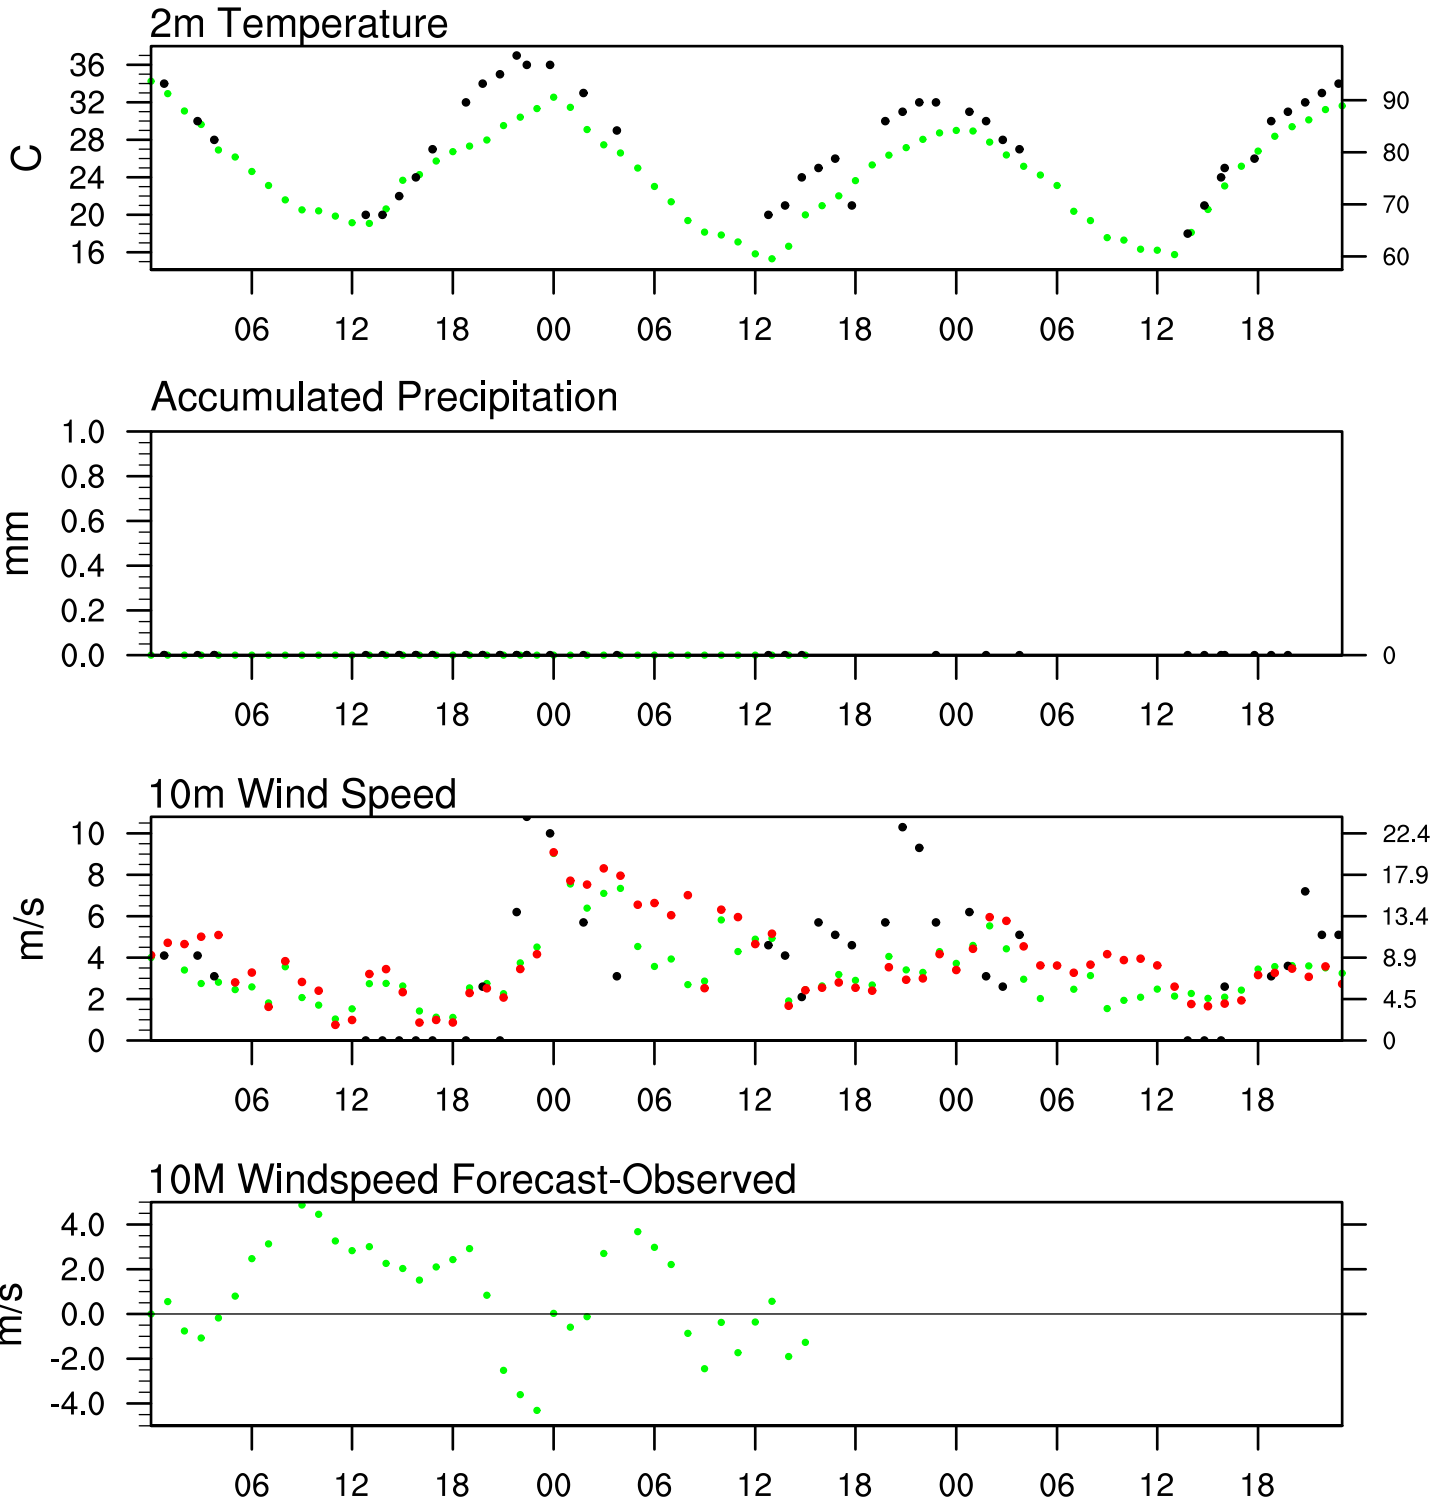 2m Temperature
36
32
28
24
20
16
C
90
80
70
60
06 12 18 00 06 12 18 00 06 12 18
Accumulated Precipitation
1.0
0.8
0.6
0.4
0.2
0.0
mm
0
06 12 18 00 06 12 18 00 06 12 18
10m Wind Speed
10
8
6
4
2
0
m/s
22.4
17.9
13.4
8.9
4.5
0
06 12 18 00 06 12 18 00 06 12 18
10M Windspeed Forecast-Observed
4.0
2.0
0.0
-2.0
-4.0
m/s
06 12 18 00 06 12 18 00 06 12 18